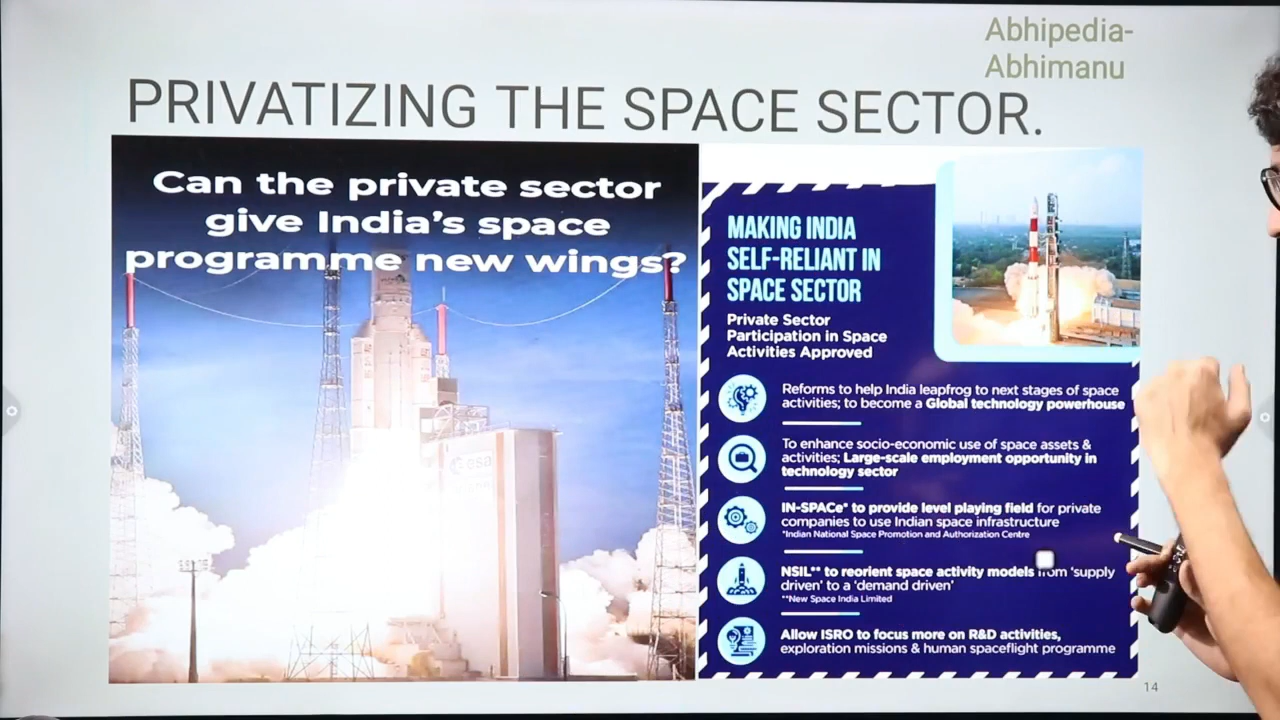 Abhipedia-
Abhimanu
PRIVATIZING THE SPACE SECTOR.
Can the private sector
give India's space
programme new wings?
esa
MAKING INDIA
SELF-RELIANT IN
SPACE SECTOR
Private Sector
Participation in Space
Activities Approved
Reforms to help India leapfrog to next stages of space
activities; to become a Global technology powerhouse
To enhance socio-economic use of space assets &
activities; Large-scale employment opportunity in
technology sector
IN-SPACe* to provide level playing field for private
companies to use Indian space infrastructure
*Indian National Space Promotion and Authorization Centre
NSIL** to reorient space activity models from 'supply
driven' to a 'demand driven'
**New Space India Limited
Allow ISRO to focus more on R&D activities,
exploration missions & human spaceflight programme
14